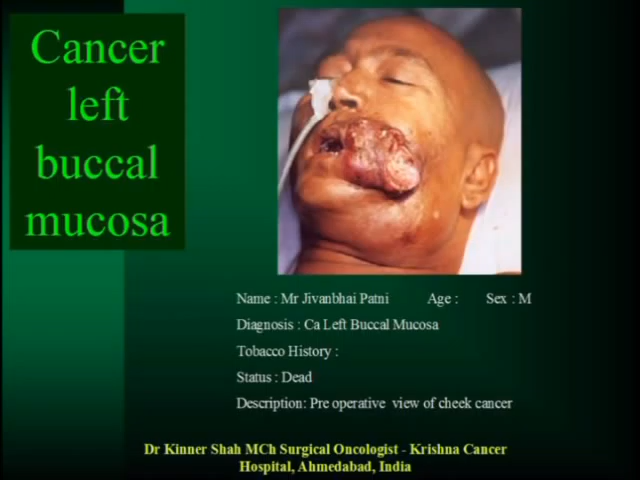 Cancer
left
buccal
mucosa
Name : Mr Jivanbhai Patni Age : Sex : M
Diagnosis : Ca Left Buccal Mucosa
Tobacco History :
Status : Dead
Description: Pre operative view of cheek cancer
Dr Kinner Shah MCh Surgical Oncologist - Krishna Cancer
Hospital, Ahmedabad, India